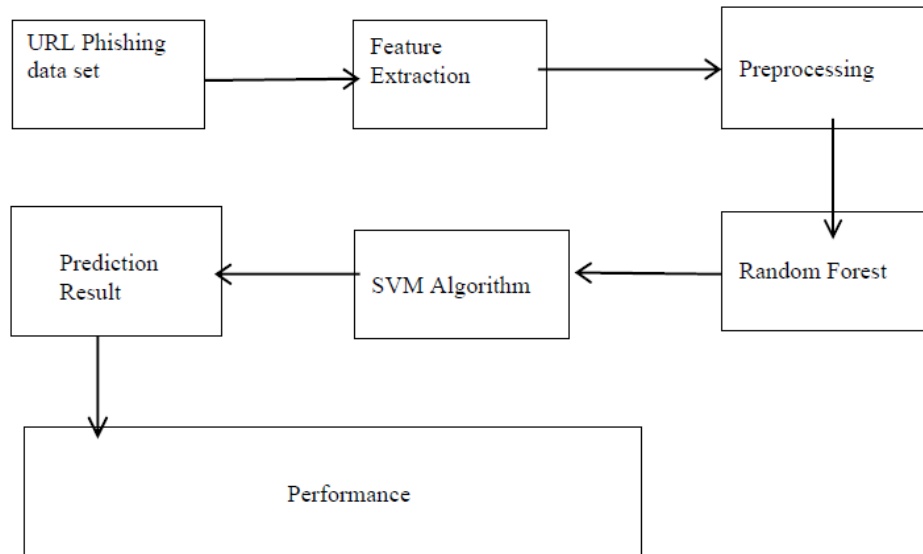 URL Phishing
data set
Feature
Extraction
Preprocessing
Random Forest
SVM Algorithm
Prediction
Result
Performance